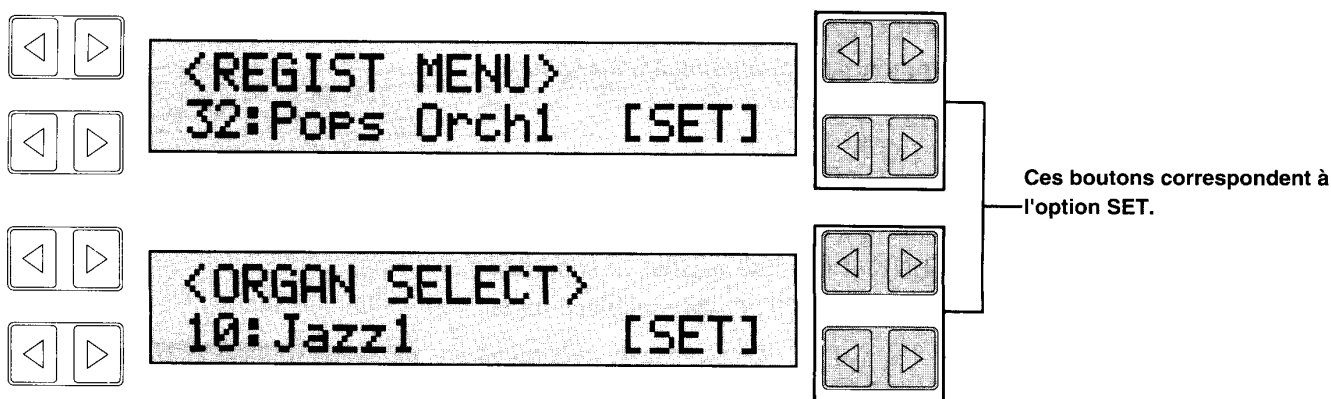 <REGIST MENU>
32:Pops Orch1 [SET]
Ces boutons correspondent à
l'option SET.
<ORGAN SELECT>
10:Jazz1 [SET]